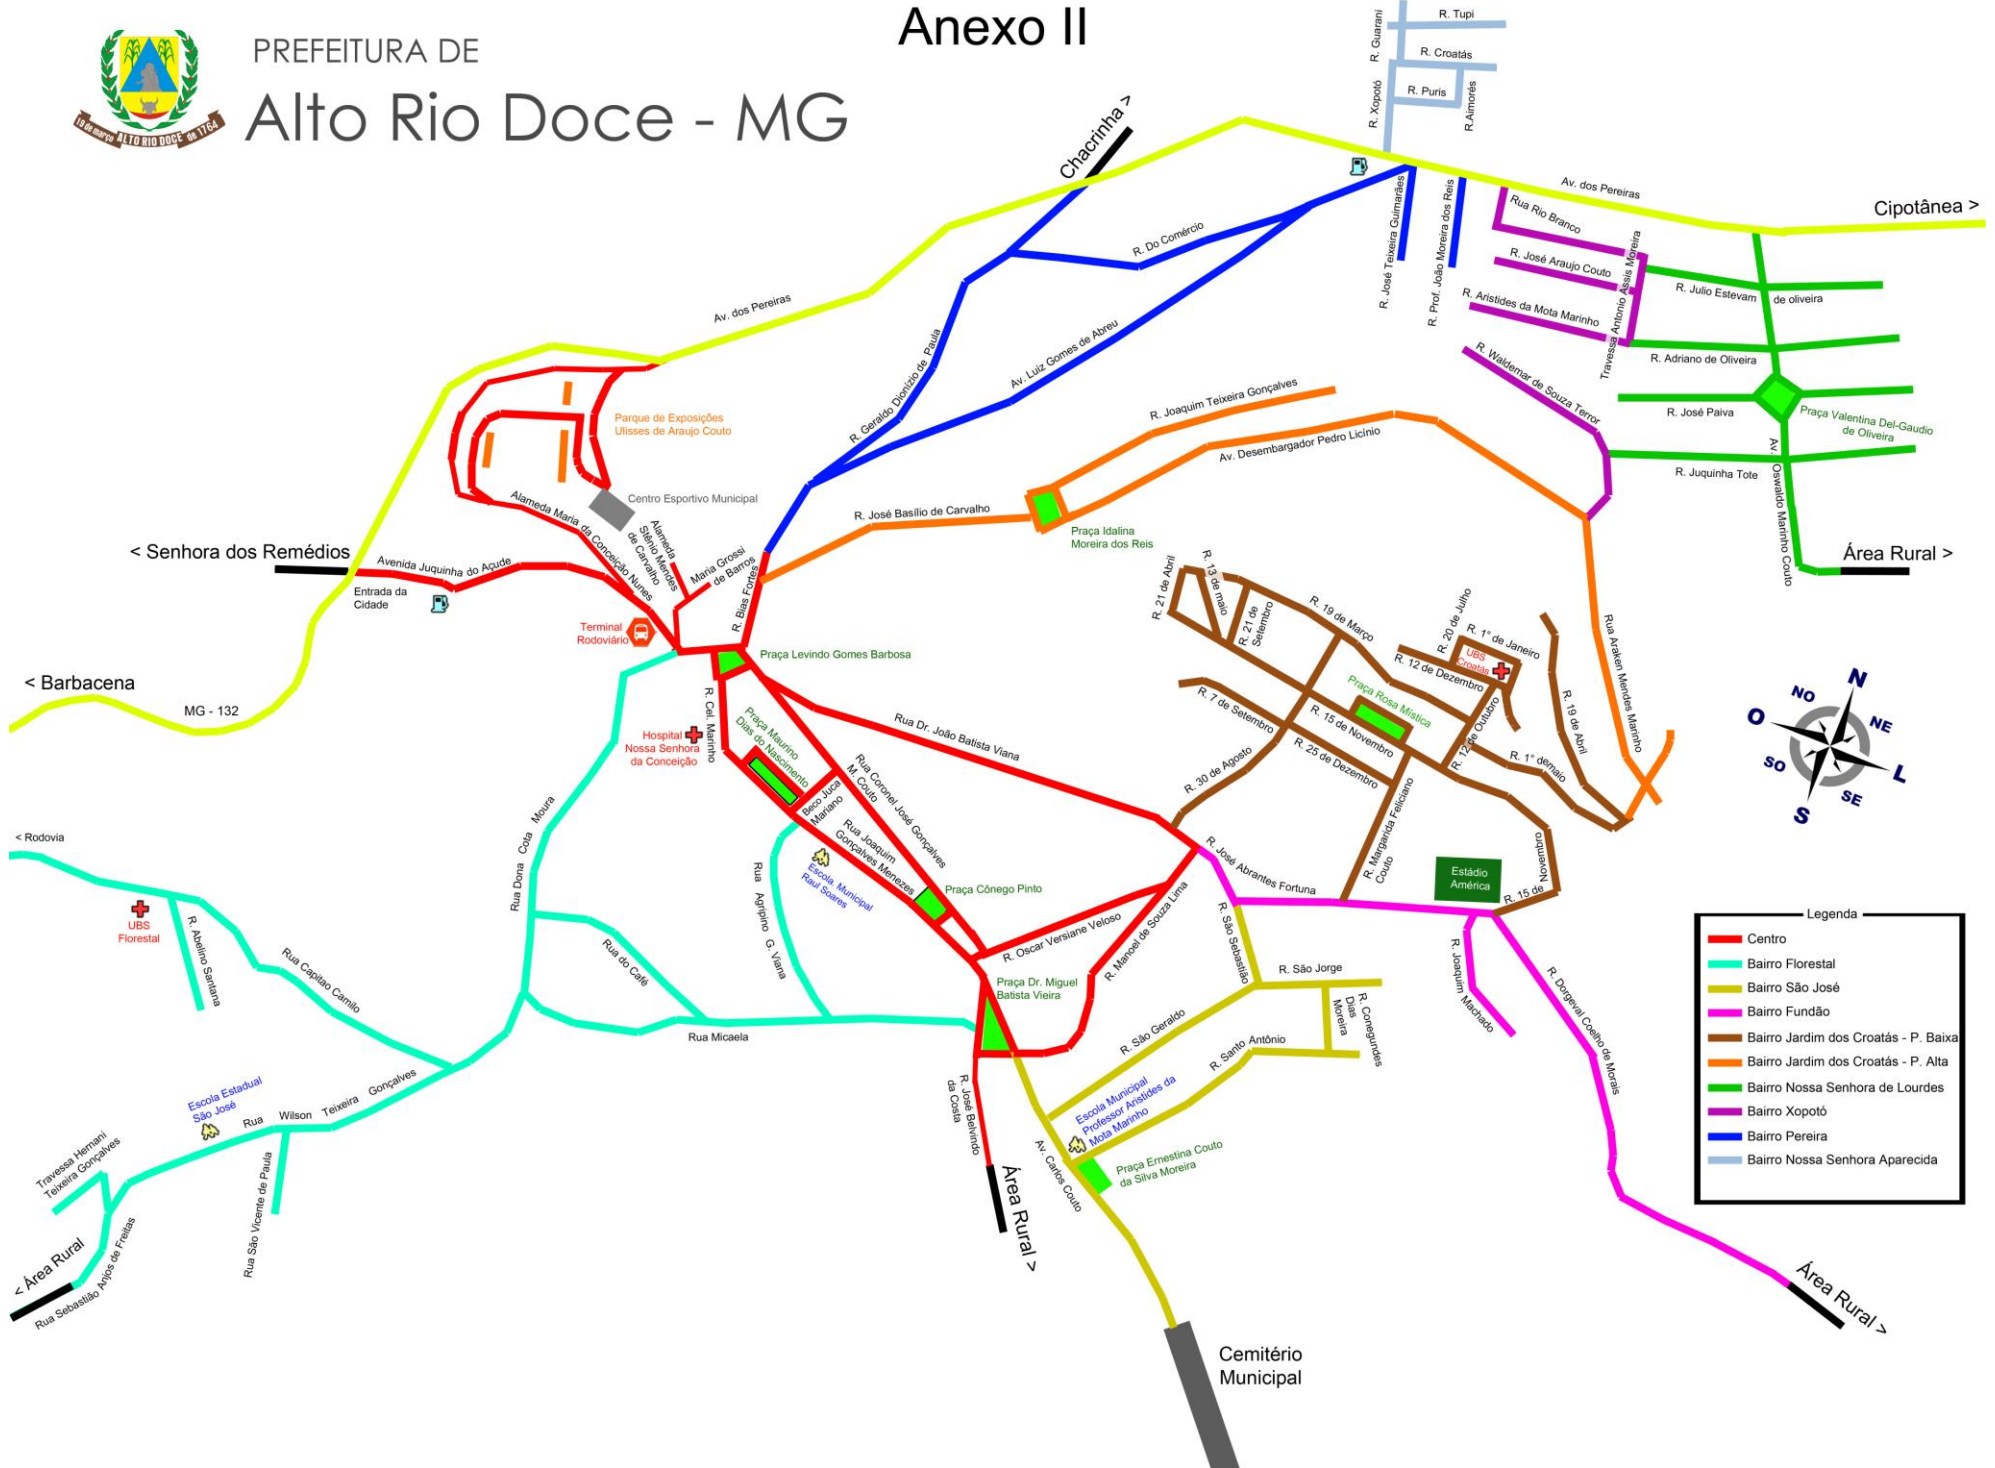 Anexo II
PREFEITURA DE
Alto Rio Doce - MG
19 de março ALTO RIO DOCE de 1764
R. Guarani
R. Tupi
R. Croatás
R. Xopotó
R. Puris
R.Aimorés
Chacrinha >
Av. dos Pereiras
Cipotânea >
R. Do Comércio
R. José Teixeira Guimarães
R. Prof. João Moreira dos Reis
Rua Rio Branco
R. José Araujo Couto
R. Aristides da Mota Marinho
Travessa Antonio Assis Moreira
R. Julio Estevam
de oliveira
R. Adriano de Oliveira
R. Waldemar de Souza Terror
R. José Paiva
Praça Valentina Del-Gaudio
de Oliveira
R. Juquinha Tote
Av. Oswaldo Marinho Couto
Área Rural >
Av. dos Pereiras
R. Geraldo Dionizio de Paula
Av. Luiz Gomes de Abreu
R. Joaquim Teixeira Gonçalves
Av. Desembargador Pedro Licínio
R. José Basílio de Carvalho
Praça Idalina
Moreira dos Reis
Parque de Exposições
Ulisses de Araujo Couto
Centro Esportivo Municipal
Alameda Maria da Conceição Nunes
Alameda
Stênio Mendes
de Carvalho
Maria Grossi
de Barros
R. Bias Fortes
< Senhora dos Remédios
Avenida Juquinha do Açude
Entrada da
Cidade
Terminal
Rodoviário
Praça Levindo Gomes Barbosa
< Barbacena
MG - 132
R. 21 de Abril
R. 13 de maio
R. 21 de
Setembro
R. 19 de Março
R. 20 de Julho
R. 1° de Janeiro
UBS
Croatás
R. 12 de Dezembro
Praça Rosa Mística
R. 7 de Setembro
R. 15 de Novembro
R. 12 de Outubro
R. 25 de Dezembro
R. 30 de Agosto
R. 1° demaio
R. 19 de Abril
Rua Araken Mendes Marinho
R. Margarida Feliciano
Couto
Novembro
R. 15 de
Estádio
América
N
NE
L
SE
S
SO
O
NO
R. Cel. Marinho
Hospital
Nossa Senhora
da Conceição
Praça Maurino
Dias do Nascimento
Rua Dr. João Batista Viana
Rua Coronel José Gonçalves
M. Couto
Beco Juca
Mariano
Rua Joaquim
Gonçalves Menezes
Escola Municipal
Raul Soares
Praça Cônego Pinto
R. José Abrantes Fortuna
R. Oscar Versiane Veloso
R. Manoel de Souza Lima
Praça Dr. Miguel
Batista Vieira
Rua Dona Cota Moura
Rua Agripino G. Viana
Rua do Café
Rua Micaela
< Rodovia
UBS
Florestal
R. Abelino Santana
Rua Capitao Camilo
Escola Estadual
São José
Rua Wilson Teixeira Gonçalves
Travessa Hernani
Teixeira Gonçalves
Rua São Vicente de Paula
< Área Rural
Rua Sebastião Anjos de Freitas
R. São Sebastião
R. São Jorge
R. Conegundes
Dias
Moreira
R. São Geraldo
R. Santo Antônio
Escola Municipal
Professor Aristides da
Mota Marinho
Praça Ernestina Couto
da Silva Moreira
R. José Belvindo
da Costa
Área Rural >
Av. Carlos Couto
Cemitério
Municipal
R. Joaquim Machado
R. Dorgeval Coelho de Morais
Área Rural >
Legenda
Centro
Bairro Florestal
Bairro São José
Bairro Fundão
Bairro Jardim dos Croatás - P. Baixa
Bairro Jardim dos Croatás - P. Alta
Bairro Nossa Senhora de Lourdes
Bairro Xopotó
Bairro Pereira
Bairro Nossa Senhora Aparecida